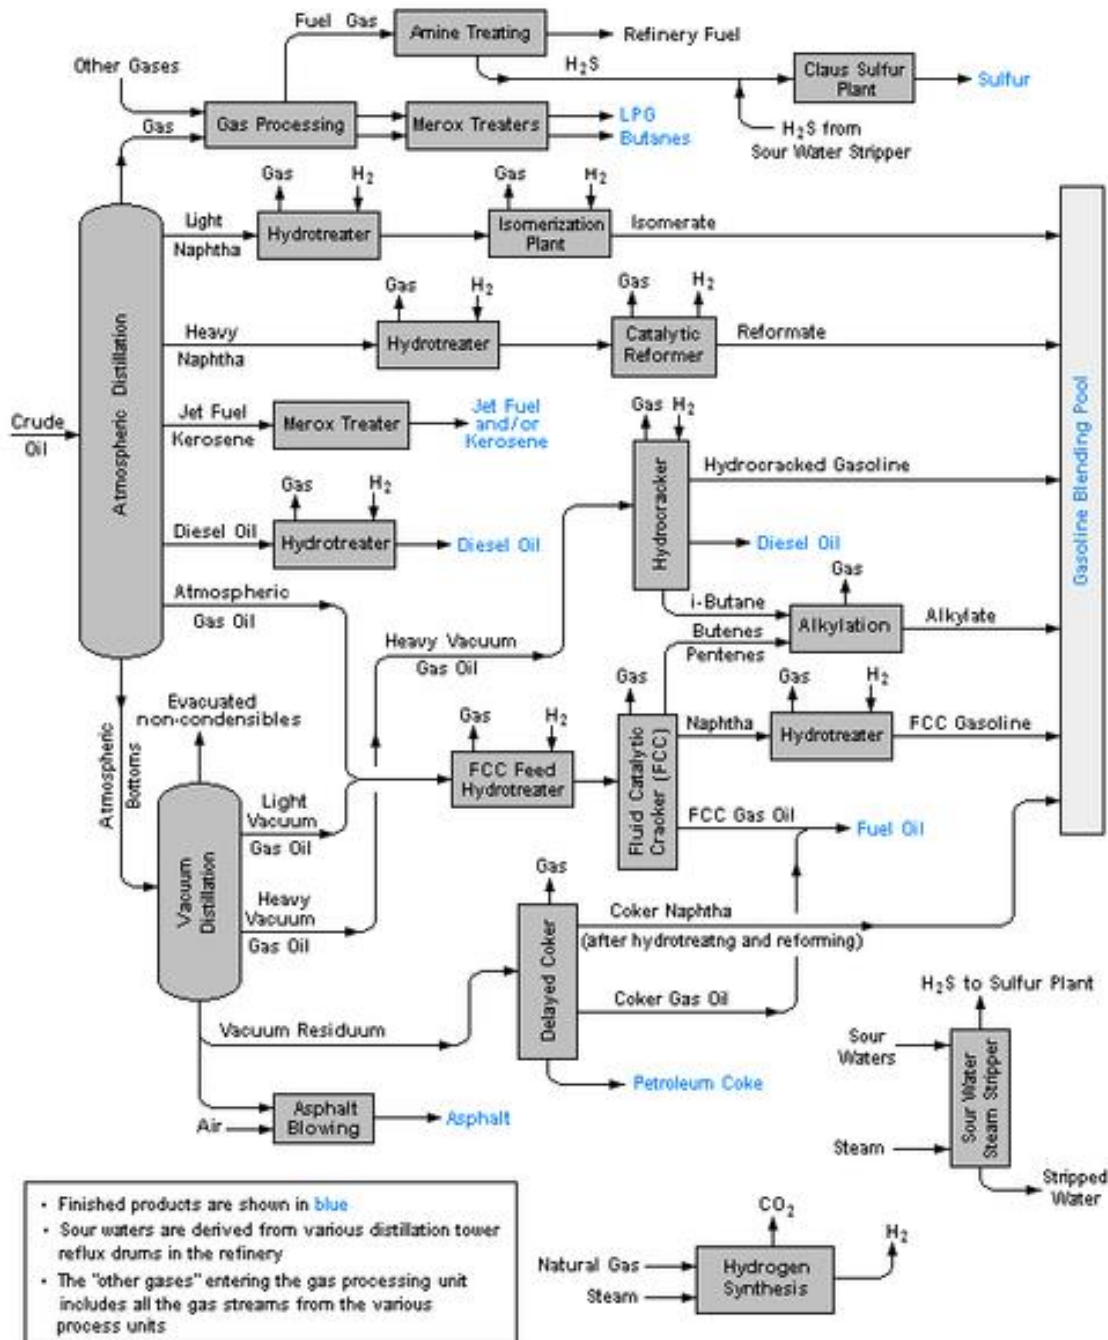 Fuel Gas
Amine Treating
Refinery Fuel
Other Gases
H2S
Claus Sulfur
Plant
Sulfur
Gas
Gas Processing
Merox Treaters
LPG
Butanes
H2S from
Sour Water Stripper
Gas
H2
Gas
H2
Light
Naphtha
Hydrotreater
Isomerization
Plant
Isomerate
Gas
H2
Gas
H2
Heavy
Naphtha
Hydrotreater
Catalytic
Reformer
Reformate
Crude
Oil
Atmospheric Distillation
Jet Fuel
Kerosene
Merox Treater
Jet Fuel
and/or
Kerosene
Gas
H2
Hydrocracker
Hydrocracked Gasoline
Gasoline Blending Pool
Gas
H2
Diesel Oil
Hydrotreater
Diesel Oil
Diesel Oil
Gas
Atmospheric
Gas Oil
i-Butane
Butenes
Pentenes
Alkylation
Alkylate
Heavy Vacuum
Gas Oil
Atmospheric
Bottoms
Evacuated
non-condensibles
Gas
H2
FCC Feed
Hydrotreater
Gas
Fluid Catalytic
Cracker (FCC)
Naphtha
Gas
H2
Hydrotreater
FCC Gasoline
Light
Vacuum
Gas Oil
FCC Gas Oil
Fuel Oil
Vacuum
Distillation
Heavy
Vacuum
Gas Oil
Gas
Delayed Coker
Coker Naphtha
(after hydrotreatng and reforming)
Coker Gas Oil
Vacuum Residuum
Petroleum Coke
Air
Asphalt
Blowing
Asphalt
H2S to Sulfur Plant
Sour
Waters
Sour Water
Steam Stripper
Steam
Stripped
Water
• Finished products are shown in blue
• Sour waters are derived from various distillation tower
reflux drums in the refinery
• The "other gases" entering the gas processing unit
includes all the gas streams from the various
process units
CO2
H2
Natural Gas
Steam
Hydrogen
Synthesis